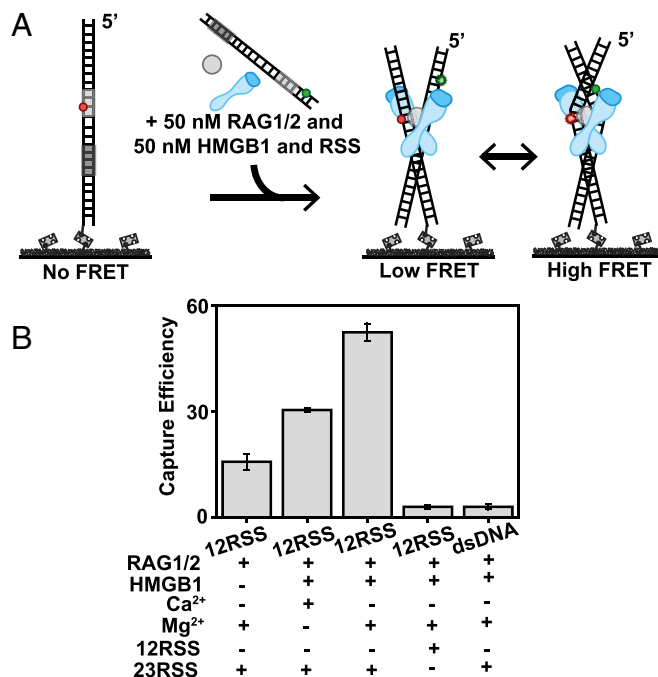 A
5'
+ 50 nM RAG1/2 and
50 nM HMGB1 and RSS
5'
5'
No FRET
Low FRET
High FRET
B
Capture Efficiency
60
30
0
12RSS 12RSS 12RSS 12RSS dsDNA
RAG1/2 + + + + +
HMGB1 - + + + +
Ca²⁺ - + - - -
Mg²⁺ + - + + +
12RSS - - - + -
23RSS + + + - +